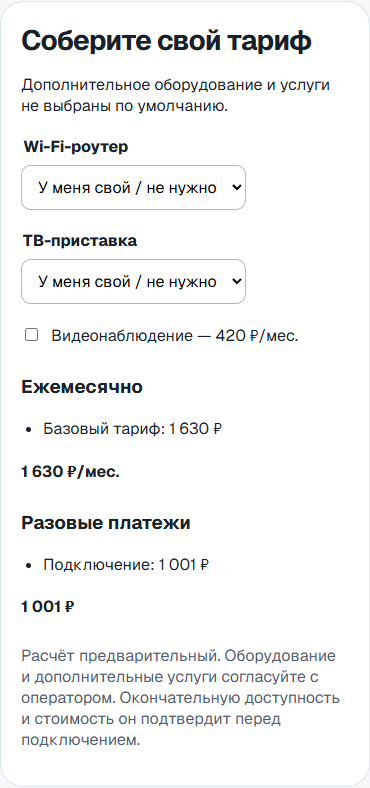 Соберите свой тариф
Дополнительное оборудование и услуги
не выбраны по умолчанию.
Wi-Fi-роутер
У меня свой / не нужно
ТВ-приставка
У меня свой / не нужно
Видеонаблюдение — 420 ₽/мес.
Ежемесячно
• Базовый тариф: 1 630 ₽
1 630 ₽/мес.
Разовые платежи
• Подключение: 1 001 ₽
1 001 ₽
Расчёт предварительный. Оборудование
и дополнительные услуги согласуйте с
оператором. Окончательную доступность
и стоимость он подтвердит перед
подключением.